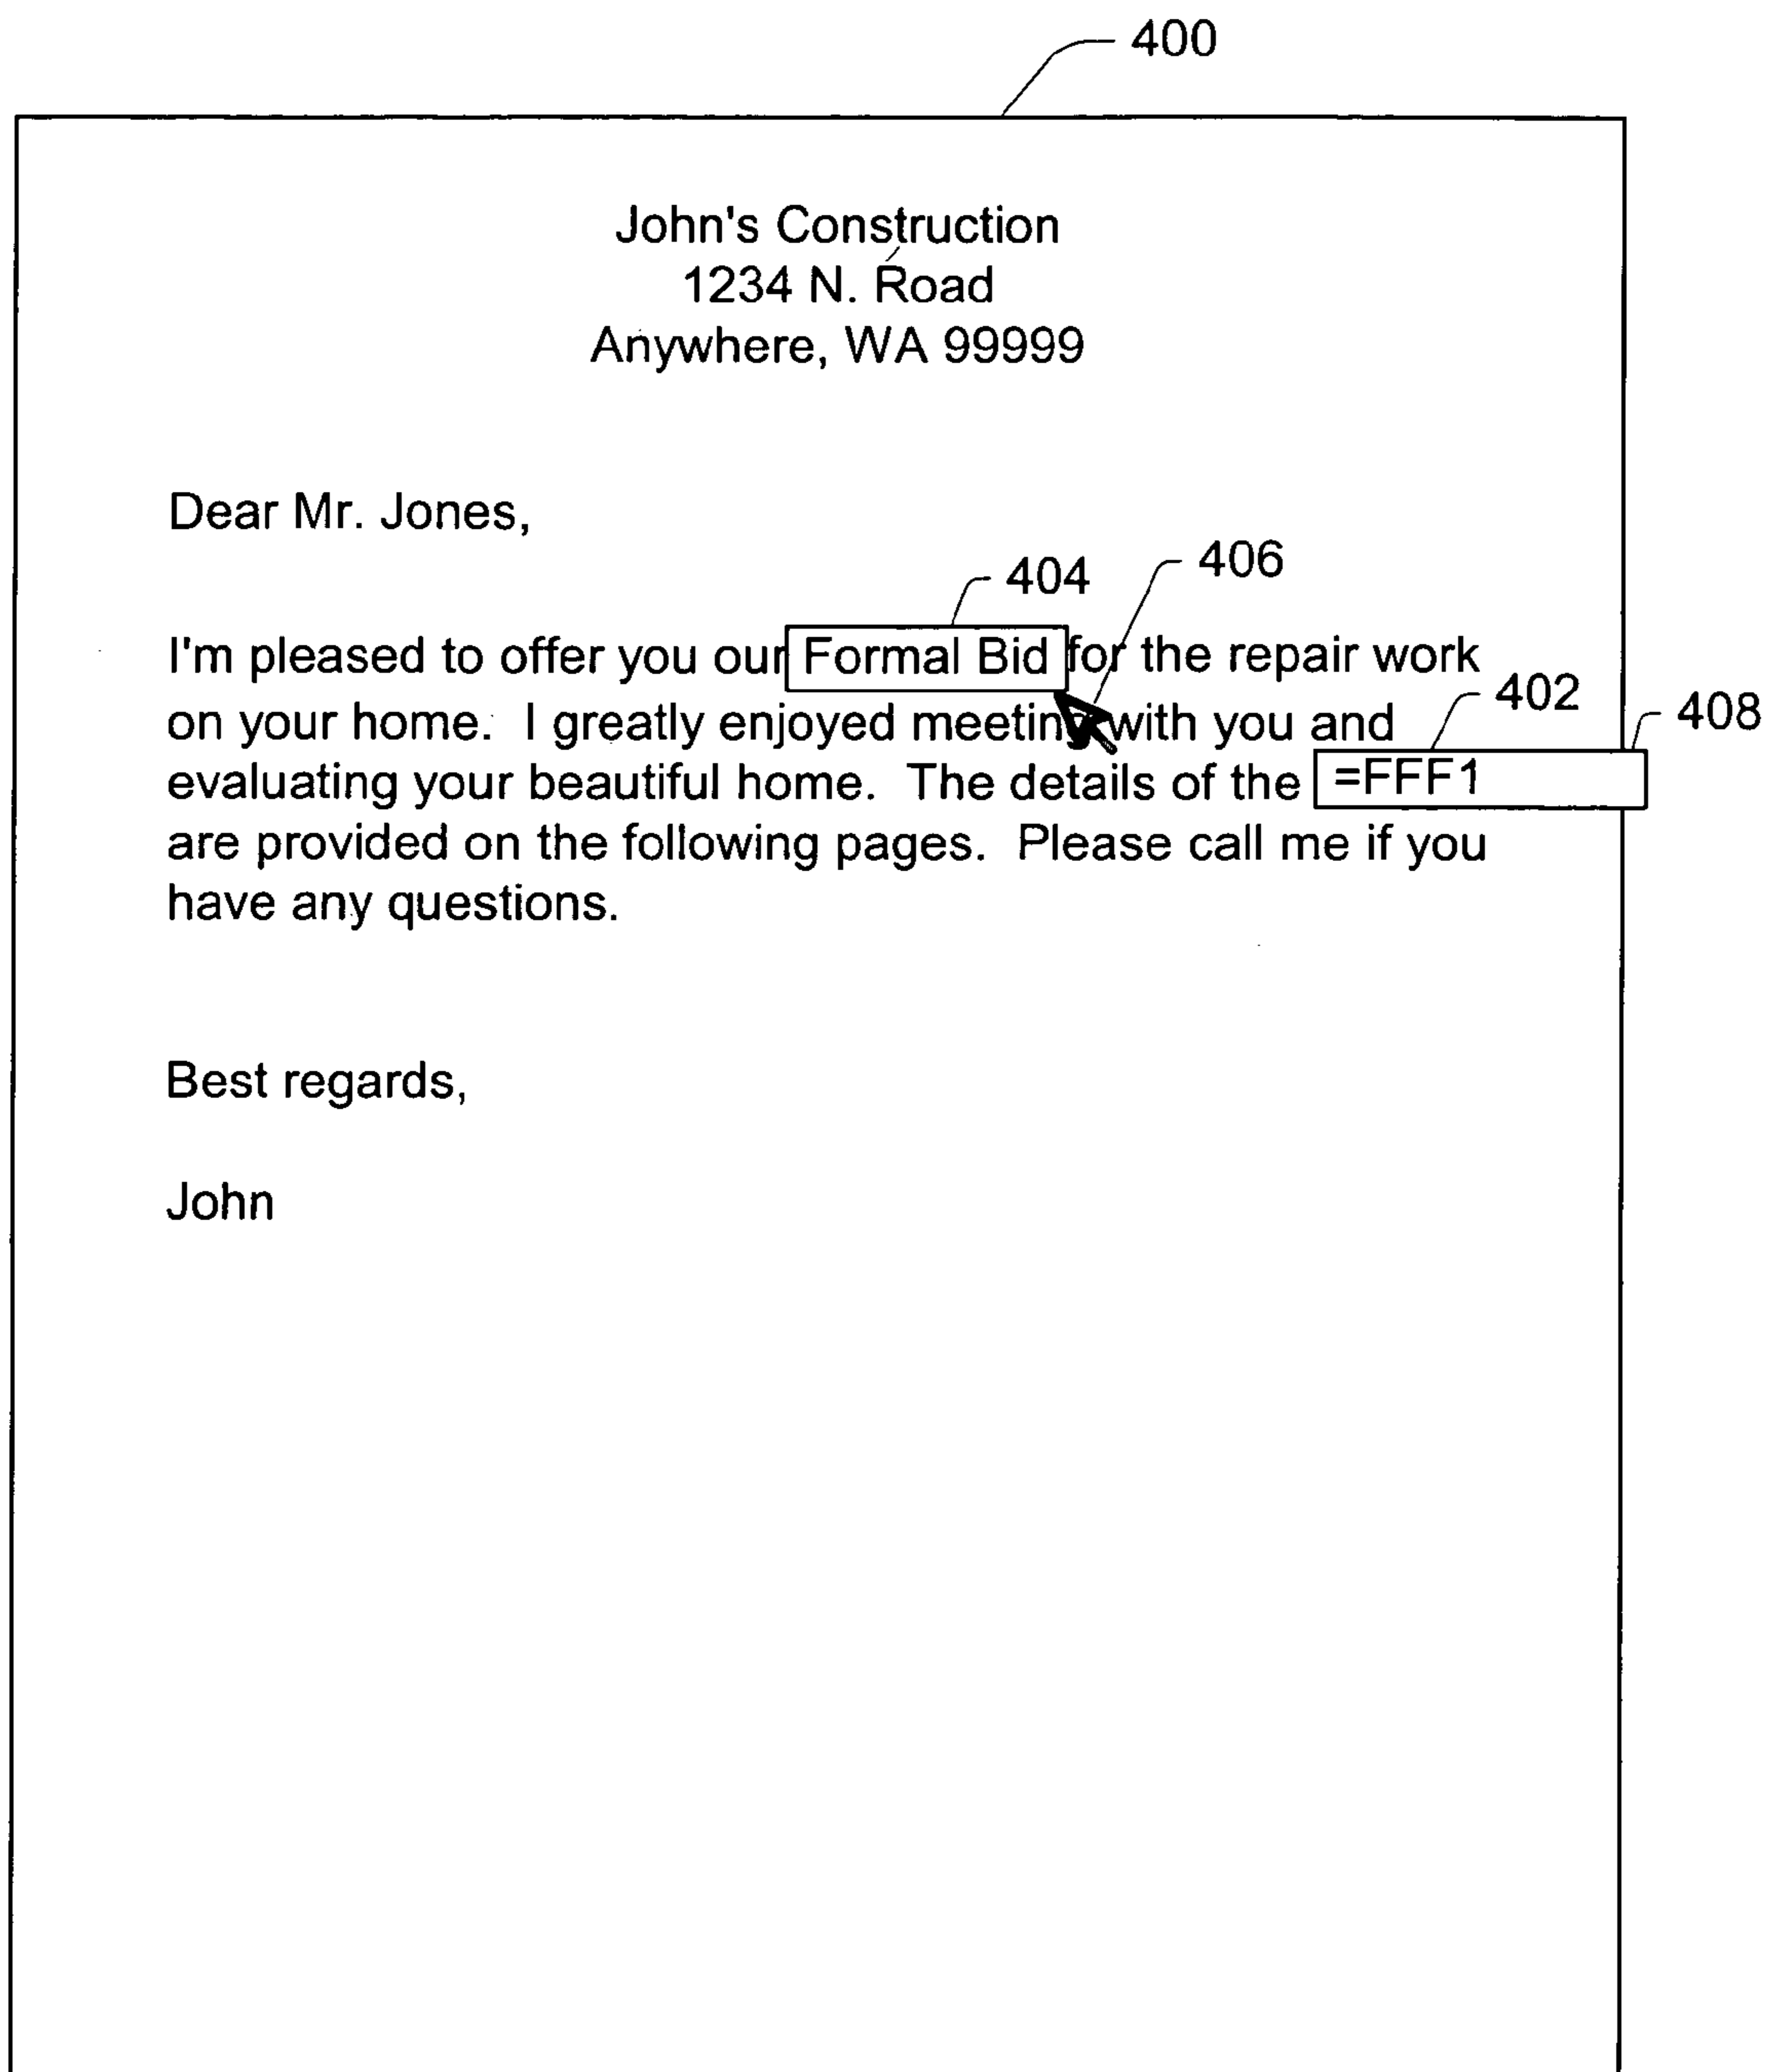 400
John's Construction
1234 N. Road
Anywhere, WA 99999
Dear Mr. Jones,
404 406
I'm pleased to offer you our Formal Bid for the repair work
402 408
on your home. I greatly enjoyed meeting with you and
evaluating your beautiful home. The details of the =FFF1
are provided on the following pages. Please call me if you
have any questions.
Best regards,
John